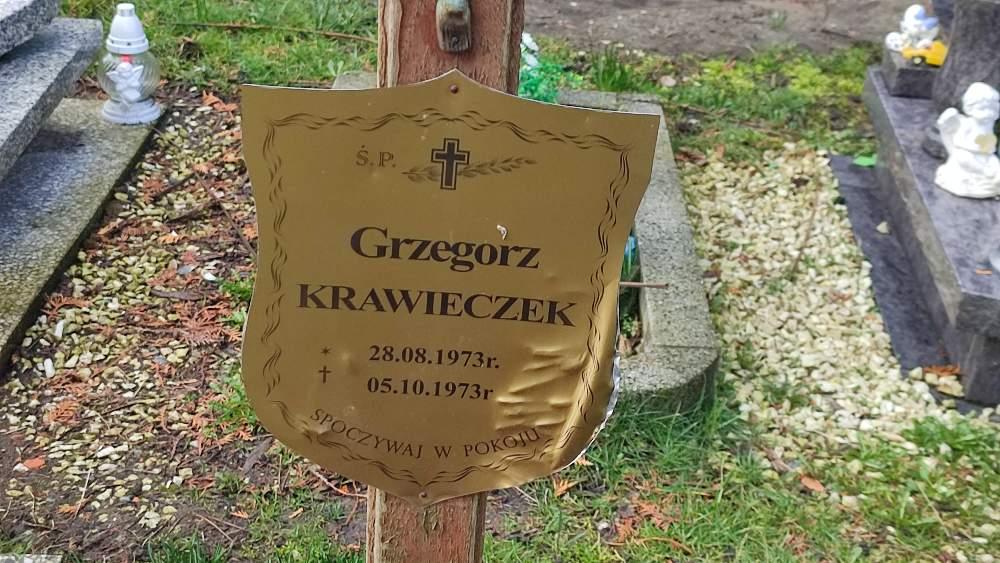 Ś.P.
Grzegorz
KRAWIECZEK
* 28.08.1973r.
† 05.10.1973r
SPOCZYWAJ W POKOJU